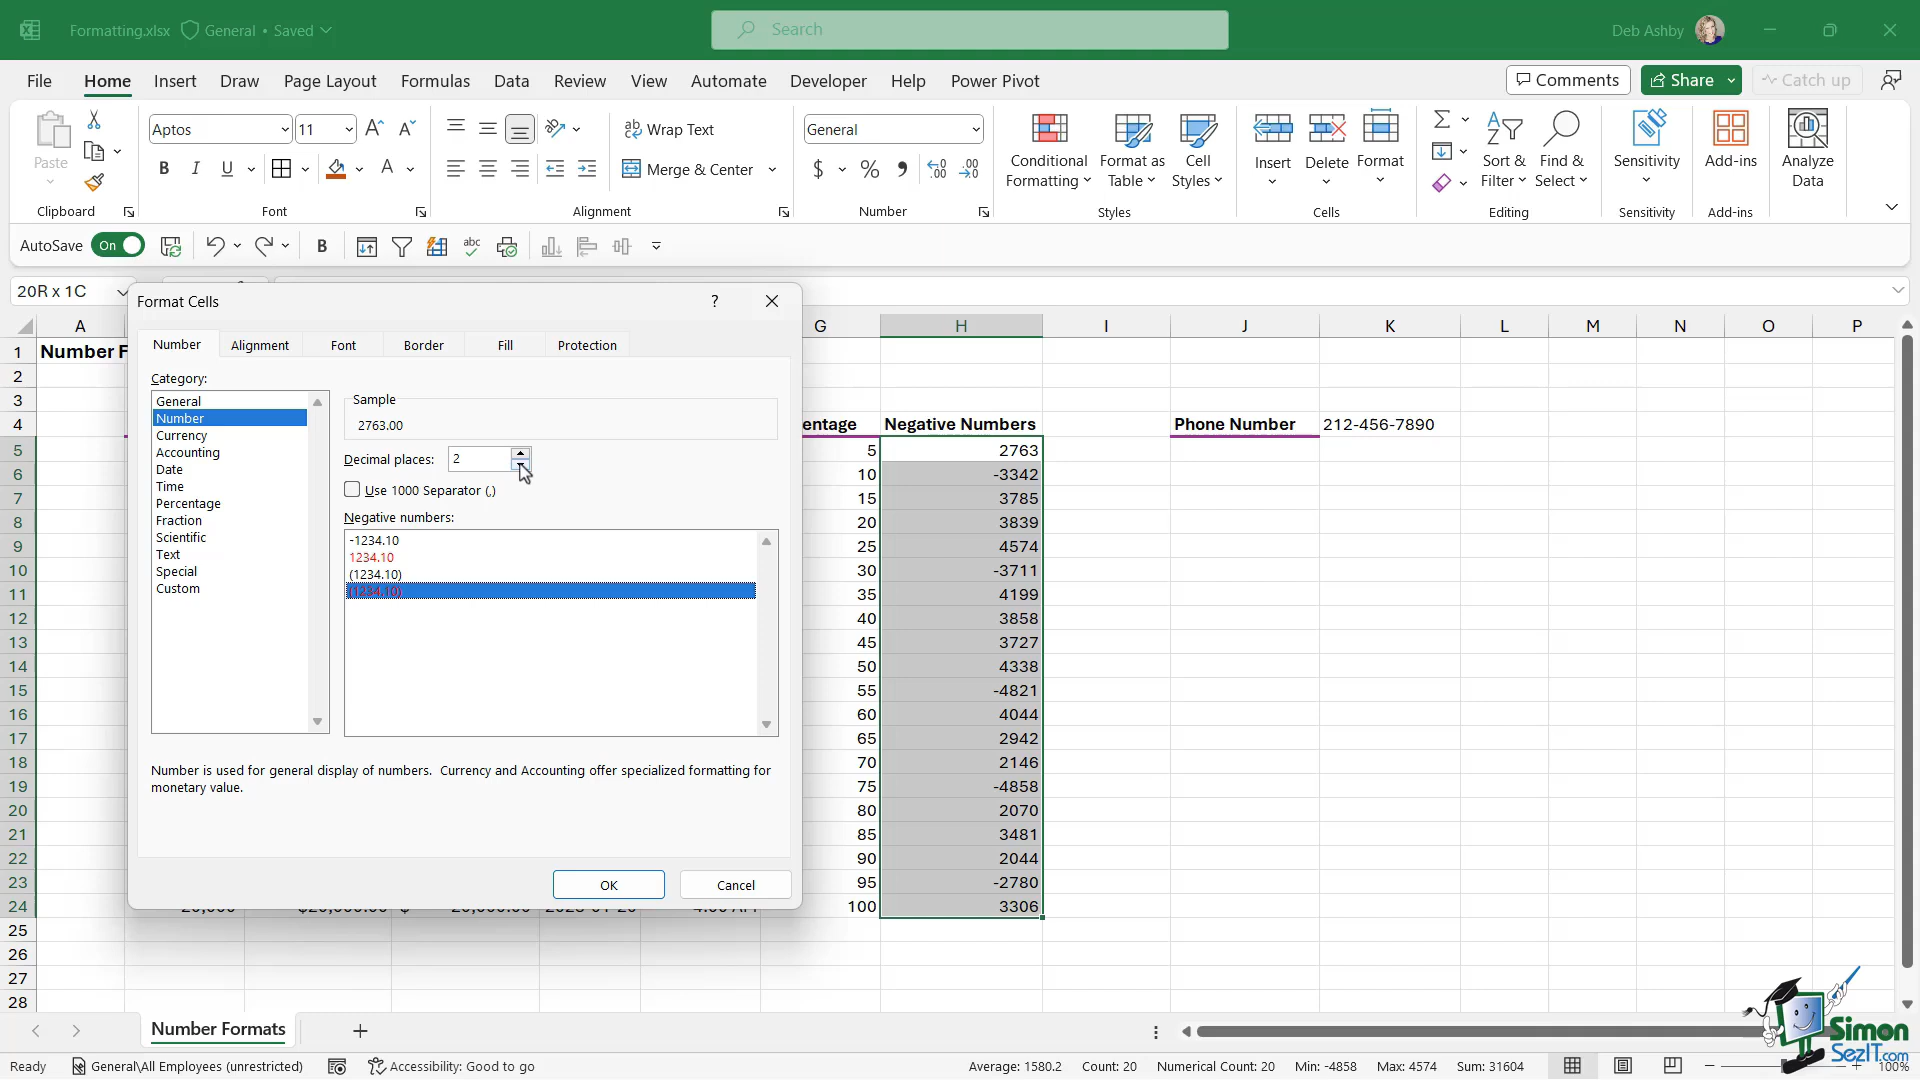 Formatting.xlsx General • Saved
Search
Deb Ashby
File Home Insert Draw Page Layout Formulas Data Review View Automate Developer Help Power Pivot
Comments Share Catch up
Paste
Clipboard
Aptos 11
B I U A
Font
Wrap Text
Merge & Center
Alignment
General
$ %
Number
Conditional Formatting
Format as Table
Cell Styles
Styles
Insert Delete Format
Cells
Sort & Filter
Find & Select
Editing
Sensitivity
Sensitivity
Add-ins
Add-ins
Analyze Data
AutoSave On B abc
20R x 1C
Format Cells ?
Number Alignment Font Border Fill Protection
Category:
General
Number
Currency
Accounting
Date
Time
Percentage
Fraction
Scientific
Text
Special
Custom
Sample
2763.00
Decimal places: 2
Use 1000 Separator (,)
Negative numbers:
-1234.10
1234.10
(1234.10)
(1234.10)
Number is used for general display of numbers. Currency and Accounting offer specialized formatting for
monetary value.
OK Cancel
A G H I J K L M N O P
1 Number F
2
3
4 entage Negative Numbers Phone Number 212-456-7890
5 5 2763
6 10 -3342
7 15 3785
8 20 3839
9 25 4574
10 30 -3711
11 35 4199
12 40 3858
13 45 3727
14 50 4338
15 55 -4821
16 60 4044
17 65 2942
18 70 2146
19 75 -4858
20 80 2070
21 85 3481
22 90 2044
23 95 -2780
24 100 3306
25
26
27
28
Number Formats
Ready General\All Employees (unrestricted) Accessibility: Good to go
Average: 1580.2 Count: 20 Numerical Count: 20 Min: -4858 Max: 4574 Sum: 31604 100%
Simon
SezIT.com